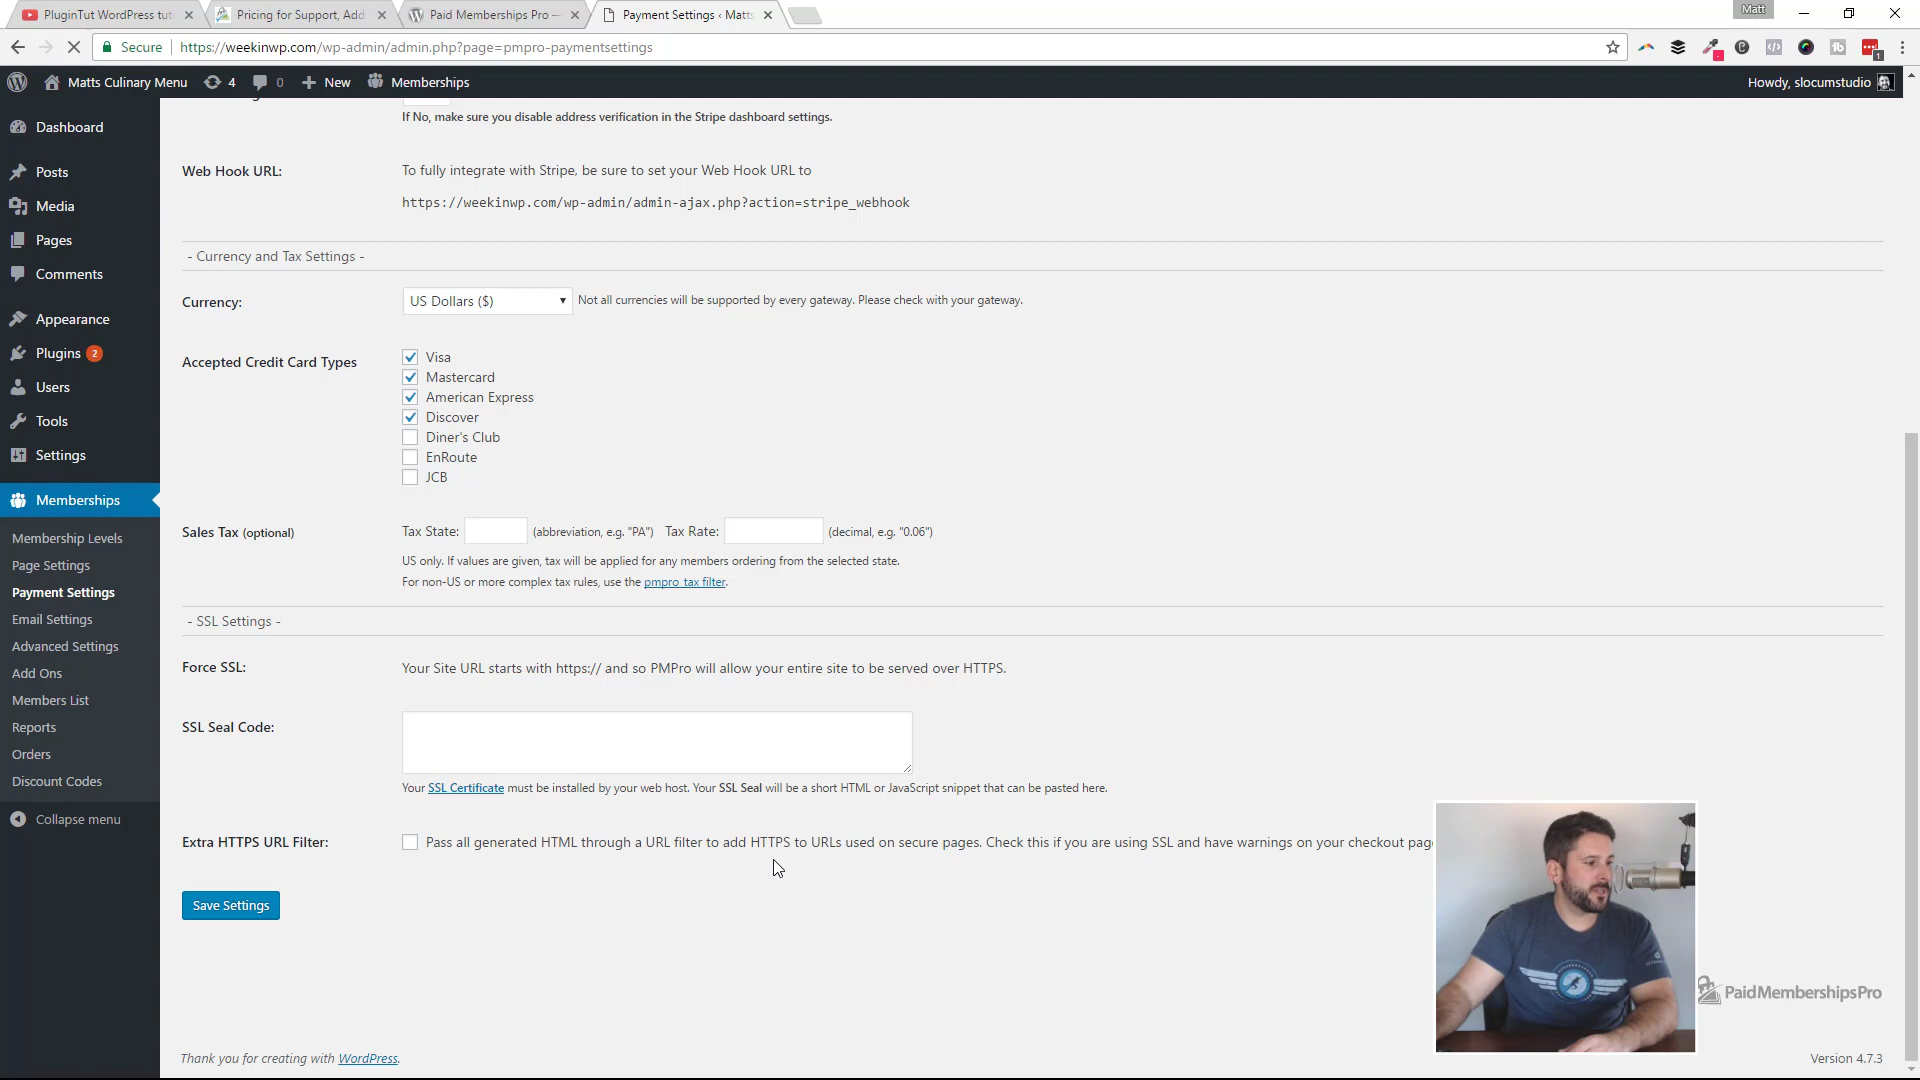 PluginTut WordPress tut
Pricing for Support, Add
Paid Memberships Pro —
Payment Settings ‹ Matts
Matt
Secure https://weekinwp.com/wp-admin/admin.php?page=pmpro-paymentsettings
1
Matts Culinary Menu 4 0 New Memberships
Howdy, slocumstudio
Dashboard
Posts
Media
Pages
Comments
Appearance
Plugins 2
Users
Tools
Settings
Memberships
Membership Levels
Page Settings
Payment Settings
Email Settings
Advanced Settings
Add Ons
Members List
Reports
Orders
Discount Codes
Collapse menu
If No, make sure you disable address verification in the Stripe dashboard settings.
Web Hook URL: To fully integrate with Stripe, be sure to set your Web Hook URL to
https://weekinwp.com/wp-admin/admin-ajax.php?action=stripe_webhook
- Currency and Tax Settings -
Currency: US Dollars ($) Not all currencies will be supported by every gateway. Please check with your gateway.
Accepted Credit Card Types
Visa
Mastercard
American Express
Discover
Diner's Club
EnRoute
JCB
Sales Tax (optional) Tax State: (abbreviation, e.g. "PA") Tax Rate: (decimal, e.g. "0.06")
US only. If values are given, tax will be applied for any members ordering from the selected state.
For non-US or more complex tax rules, use the pmpro_tax filter.
- SSL Settings -
Force SSL: Your Site URL starts with https:// and so PMPro will allow your entire site to be served over HTTPS.
SSL Seal Code:
Your SSL Certificate must be installed by your web host. Your SSL Seal will be a short HTML or JavaScript snippet that can be pasted here.
Extra HTTPS URL Filter: Pass all generated HTML through a URL filter to add HTTPS to URLs used on secure pages. Check this if you are using SSL and have warnings on your checkout pag
Save Settings
PaidMembershipsPro
Thank you for creating with WordPress.
Version 4.7.3